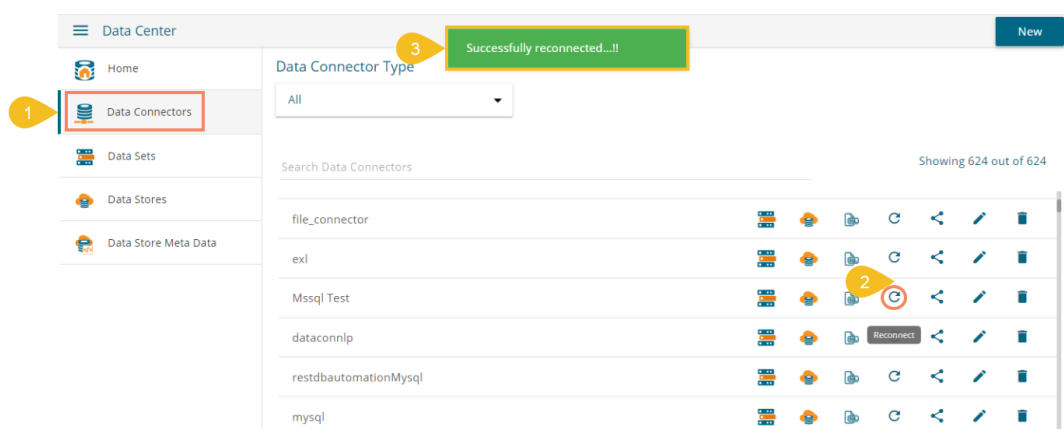 Data Center
New
3
Successfully reconnected...!!
Home
Data Connector Type
1
Data Connectors
All
Data Sets
Search Data Connectors
Showing 624 out of 624
Data Stores
file_connector
Data Store Meta Data
exl
2
Mssql Test
Reconnect
dataconnlp
restdbautomationMysql
mysql